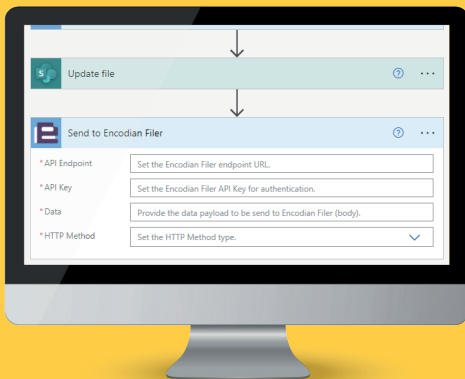 Update file
Send to Encodian Filer
* API Endpoint
Set the Encodian Filer endpoint URL.
* API Key
Set the Encodian Filer API Key for authentication.
* Data
Provide the data payload to be send to Encodian Filer (body).
* HTTP Method
Set the HTTP Method type.